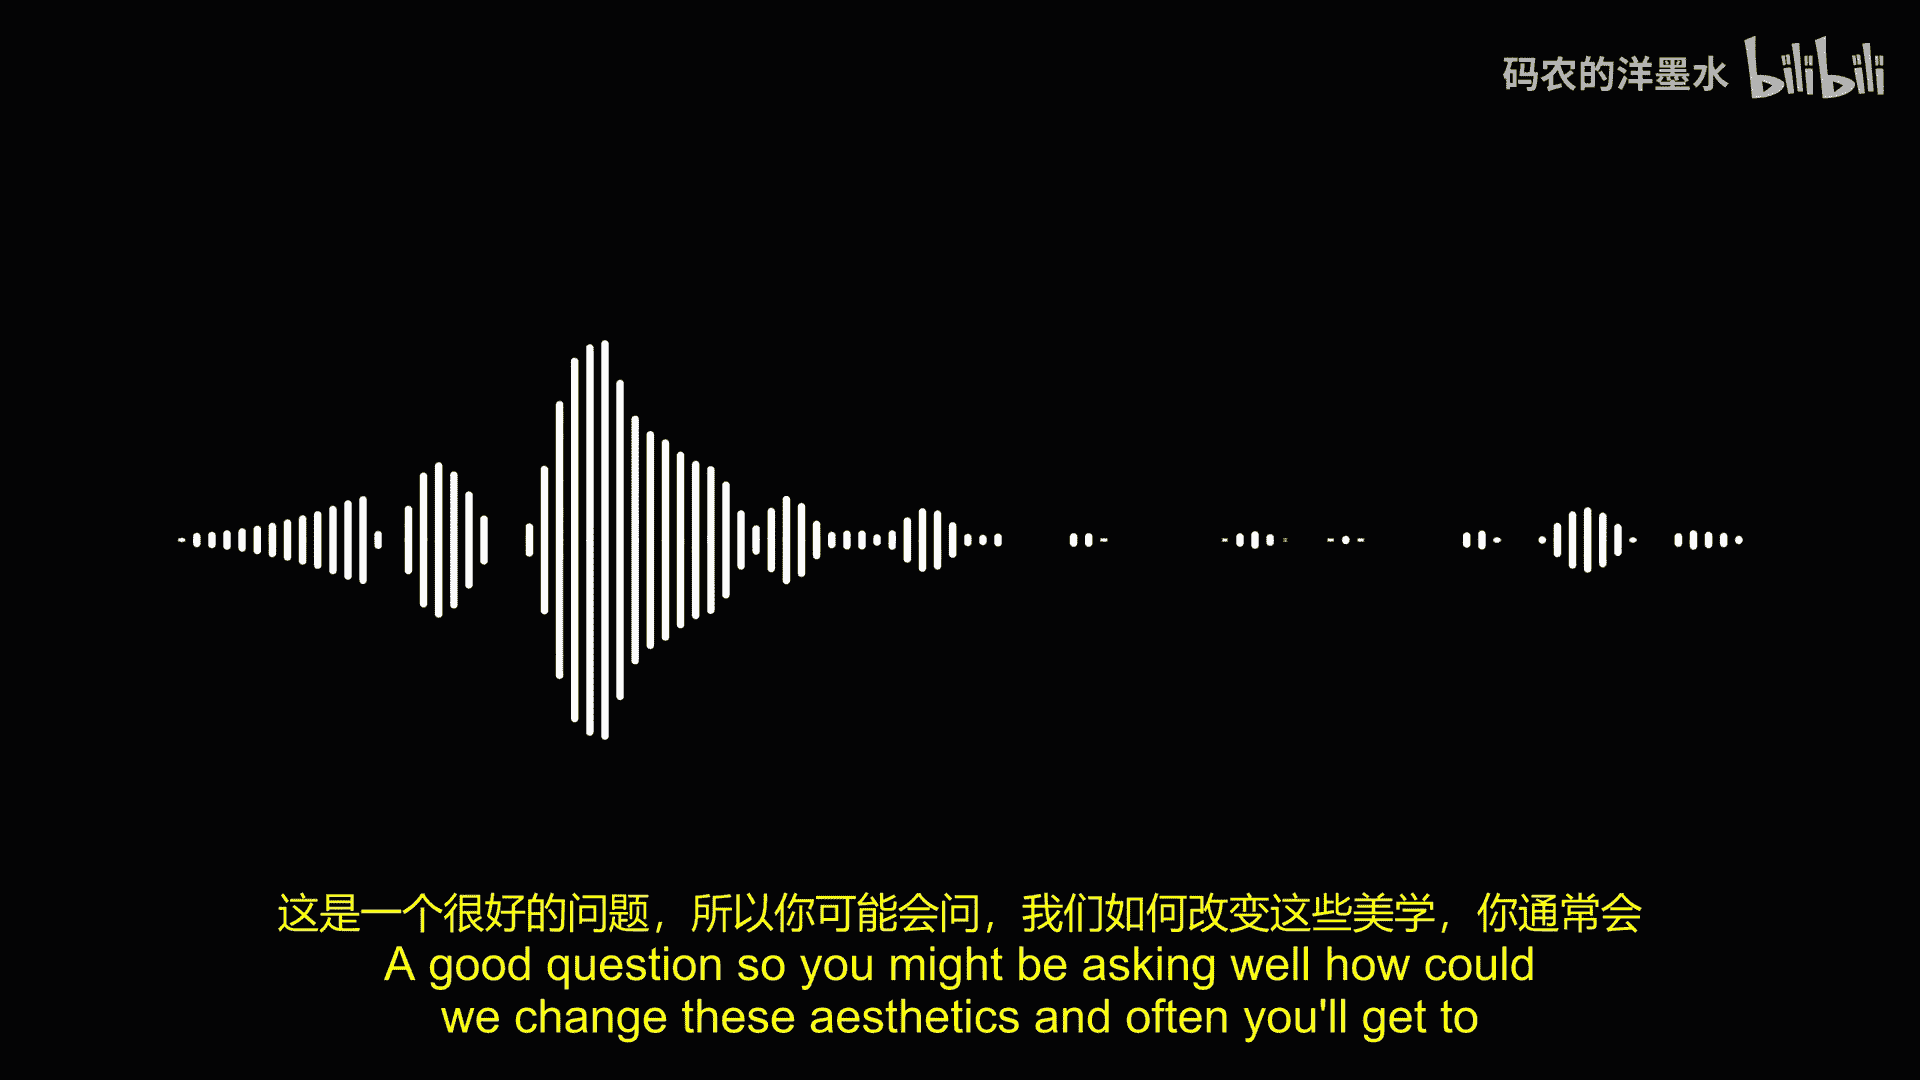 码农的洋墨水 bilibili
这是一个很好的问题，所以你可能会问，我们如何改变这些美学，你通常会
A good question so you might be asking well how could
we change these aesthetics and often you'll get to